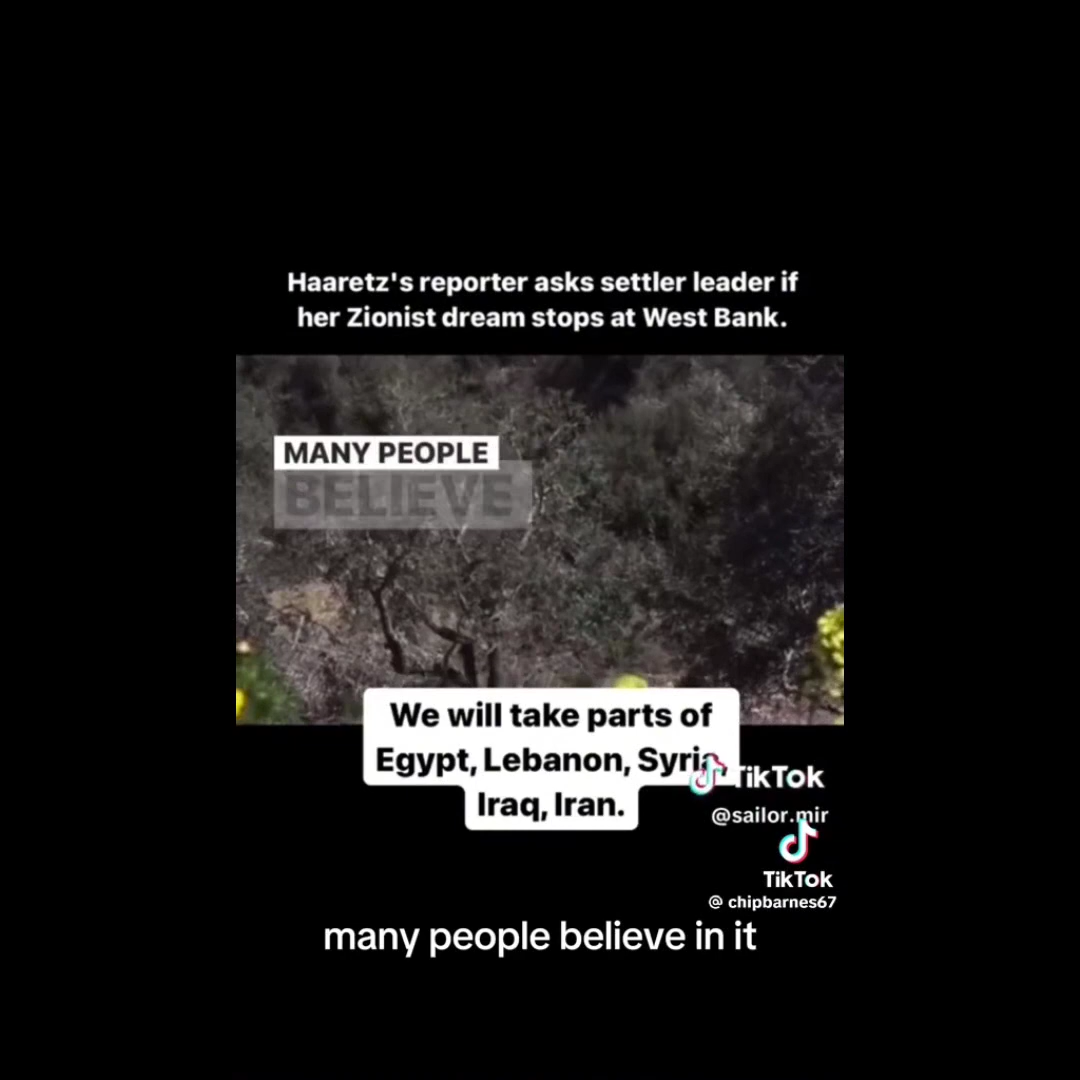 Haaretz's reporter asks settler leader if
her Zionist dream stops at West Bank.
MANY PEOPLE
BELIEVE
We will take parts of
Egypt, Lebanon, Syria,
Iraq, Iran.
TikTok
@sailor.mir
TikTok
@ chipbarnes67
many people believe in it